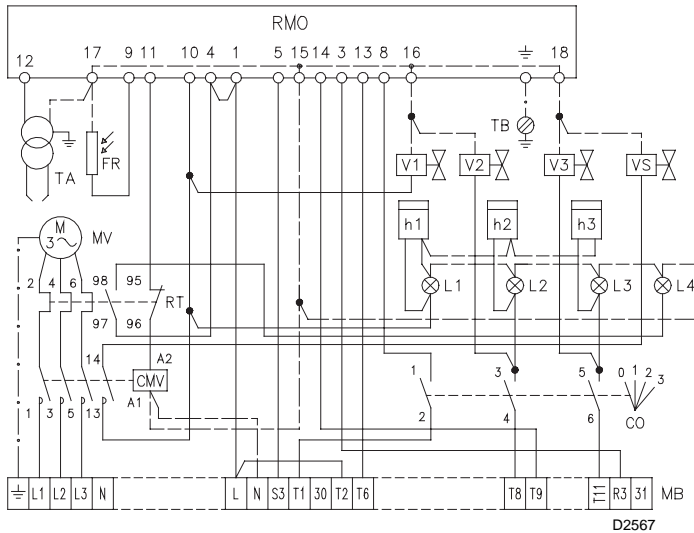 RMO
12 17 9 11 10 4 1 5 15 14 3 13 8 16 18
TA FR TB
V1 V2 V3 VS
M 3 MV
h1 h2 h3
2 4 6 98 95 RT L1 L2 L3 L4
97 96
14 A2 CMV A1
1 3 5 13
1 3 5 0 1 2 3
2 4 6 CO
L1 L2 L3 N L N S3 T1 30 T2 T6 T8 T9 T11 R3 31 MB
D2567